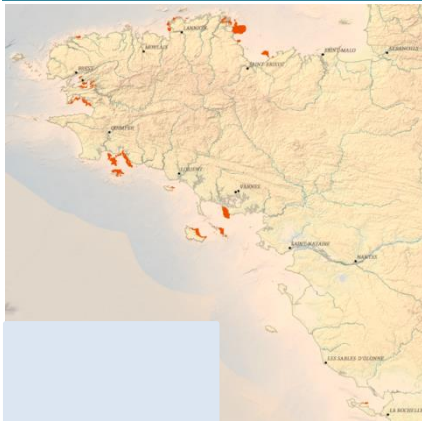 LANNION
MORLAIX
SAINT-MALO
AVRANCHES
BREST
SAINT-BRIEUC
QUIMPER
LORIENT
VANNES
SAINT-NAZAIRE
NANTES
LES SABLES D'OLONNE
LA ROCHELLE